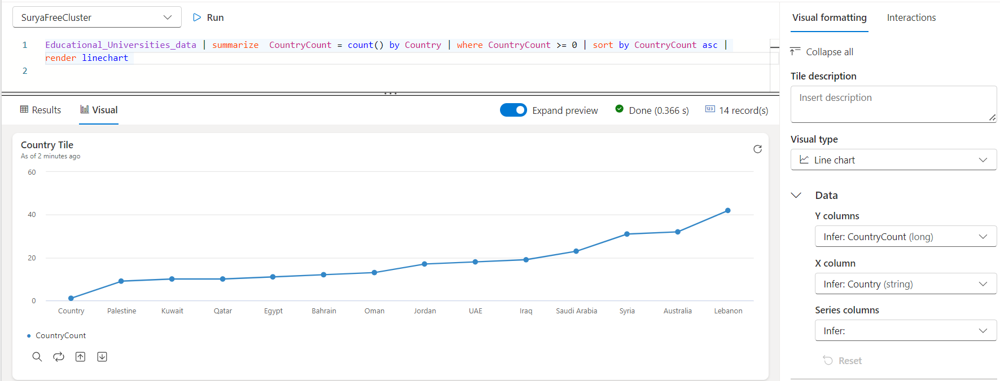 SuryaFreeCluster
Run
1
Educational_Universities_data | summarize  CountryCount = count() by Country | where CountryCount >= 0 | sort by CountryCount asc |
render linechart
2
Results
Visual
Expand preview
Done (0.366 s)
123
14 record(s)
Country Tile
As of 2 minutes ago
60
40
20
0
Country Palestine Kuwait Qatar Egypt Bahrain Oman Jordan UAE Iraq Saudi Arabia Syria Australia Lebanon
CountryCount
Visual formatting
Interactions
Collapse all
Tile description
Insert description
Visual type
Line chart
Data
Y columns
Infer: CountryCount (long)
X column
Infer: Country (string)
Series columns
Infer:
Reset